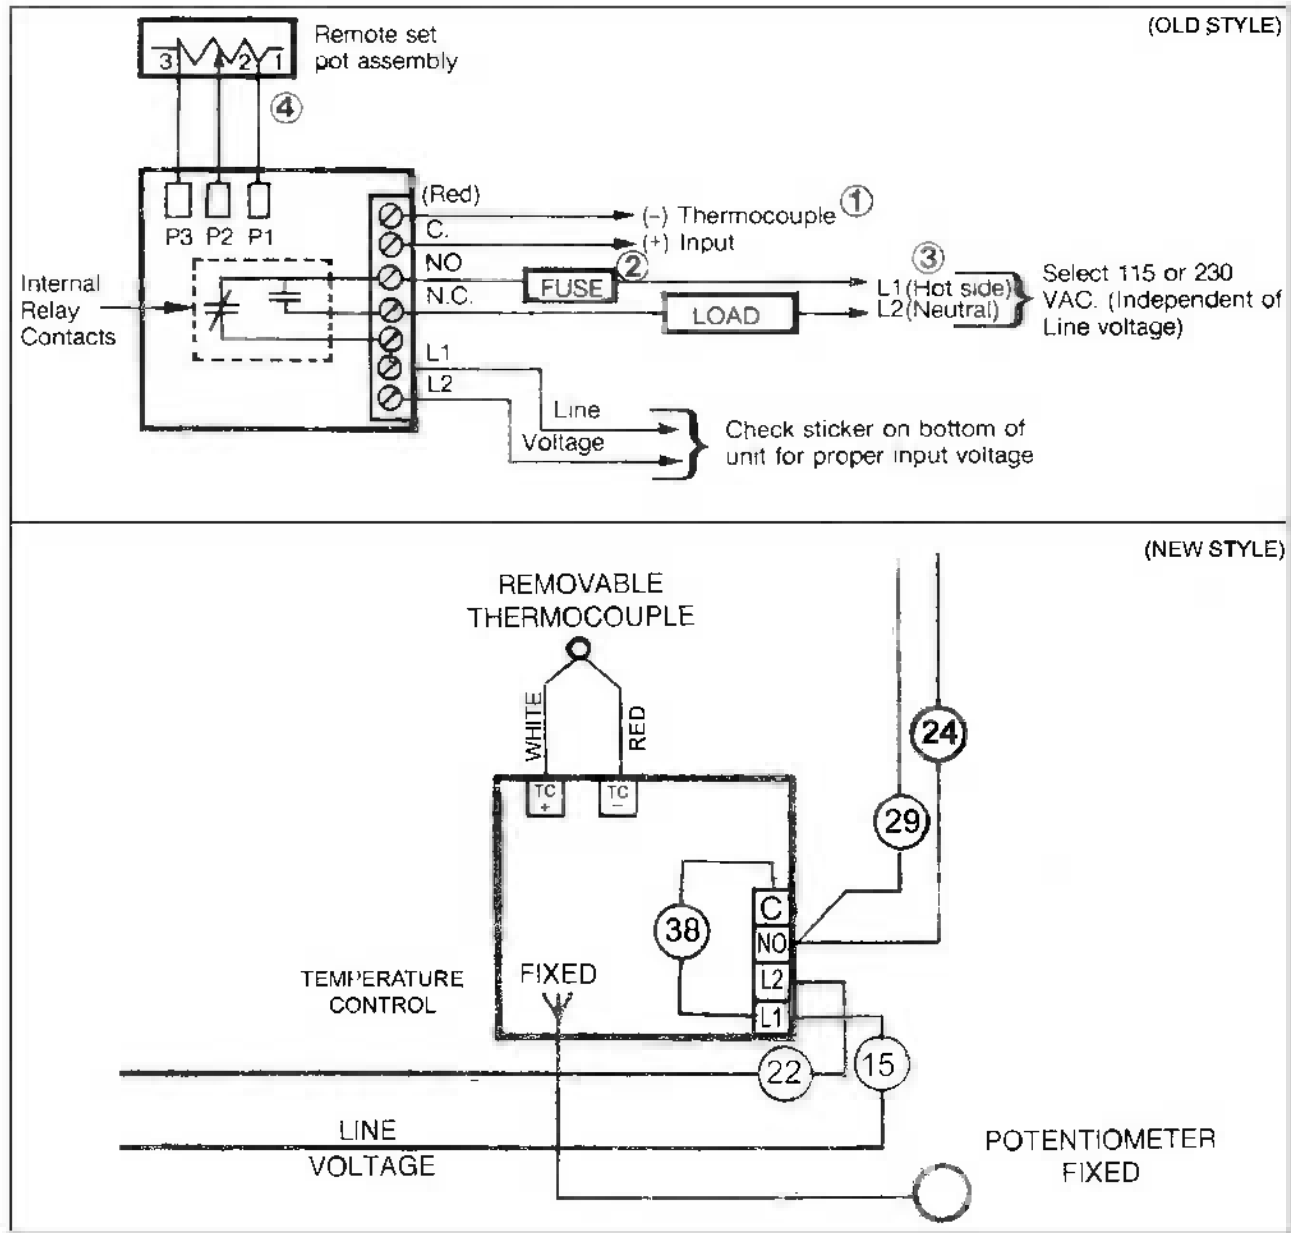 (OLD STYLE)
Remote set
pot assembly
3 2 1
4
(Red)
(−) Thermocouple 1
P3 P2 P1
C.
(+) Input
NO
2
3
Internal
Relay
Contacts
FUSE
L1(Hot side)
L2(Neutral)
Select 115 or 230
VAC. (Independent of
Line voltage)
N.C.
LOAD
L1
L2
Line
Voltage
Check sticker on bottom of
unit for proper input voltage
(NEW STYLE)
REMOVABLE
THERMOCOUPLE
WHITE
RED
24
TC
+
TC
−
29
C
38
NO
TEMPERATURE
CONTROL
FIXED
L2
L1
22
15
LINE
VOLTAGE
POTENTIOMETER
FIXED